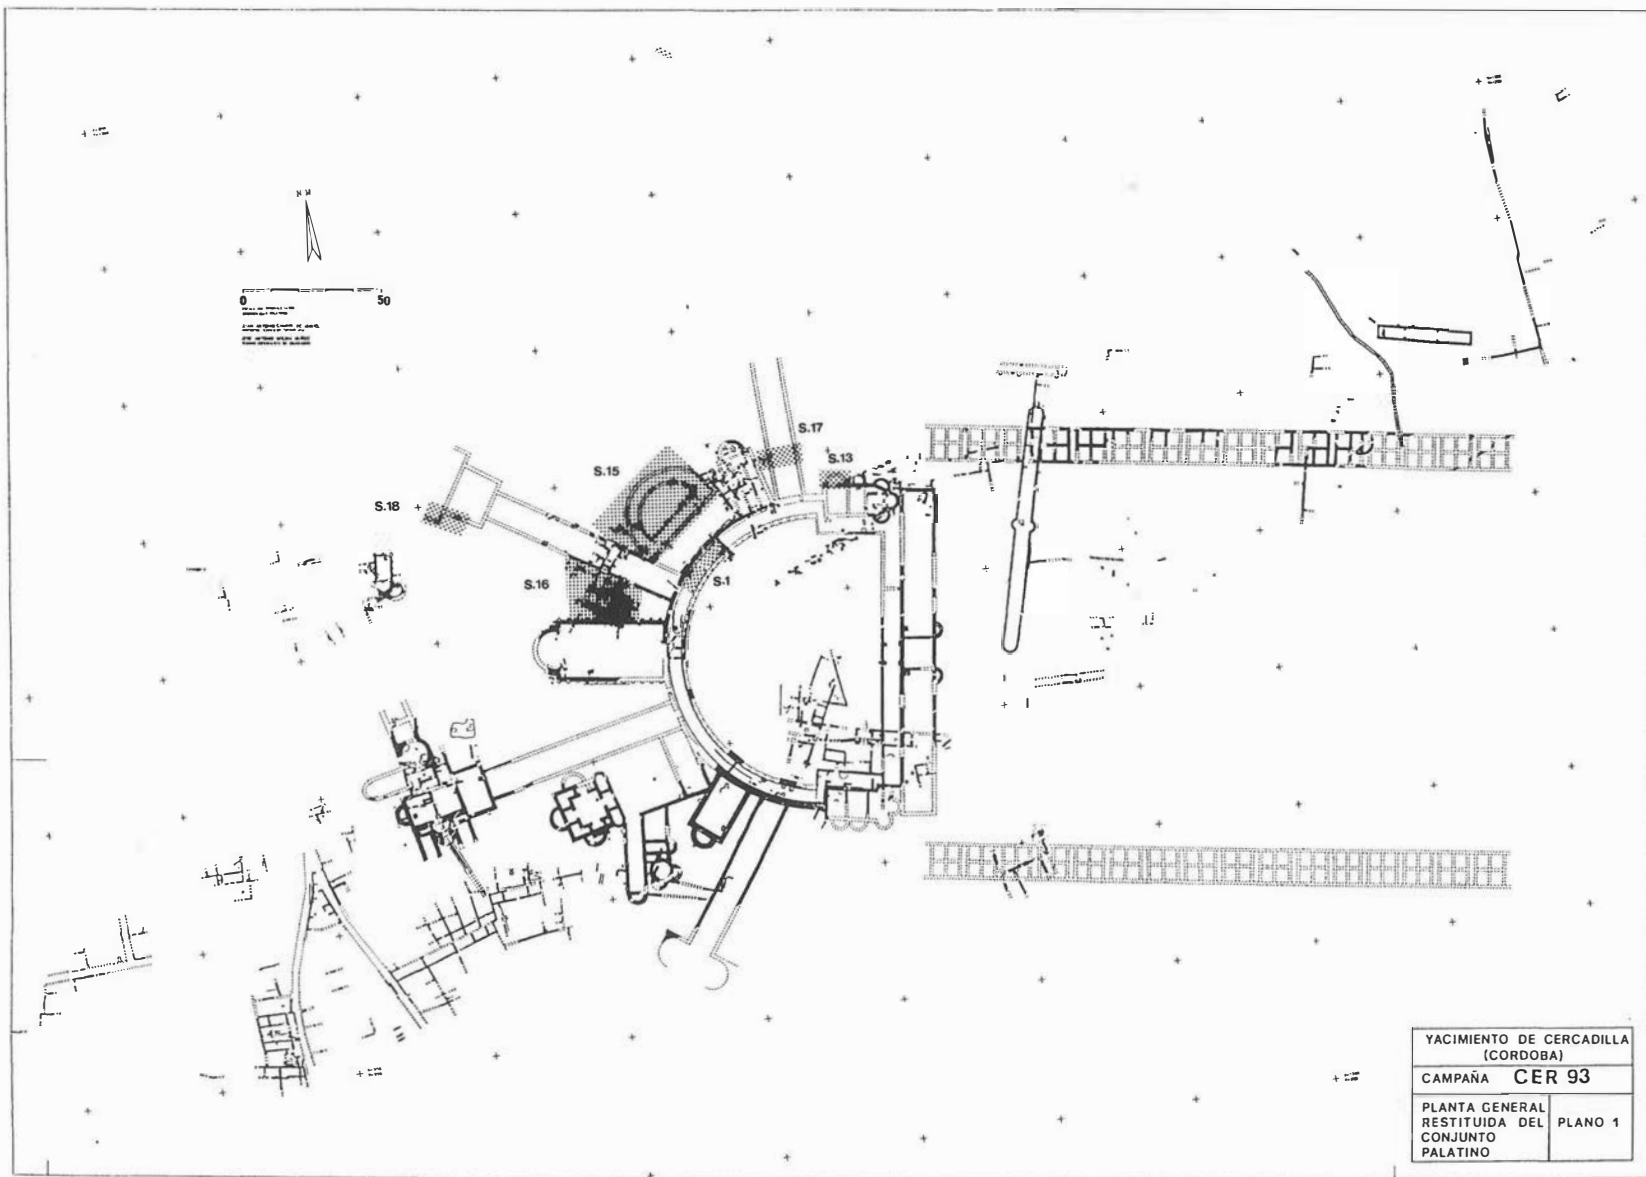 N N
0 50
S.17
S.13
S.15
S.18
S.1
S.16
YACIMIENTO DE CERCADILLA
(CORDOBA)
CAMPAÑA CER 93
PLANTA GENERAL
RESTITUIDA DEL
CONJUNTO
PALATINO
PLANO 1